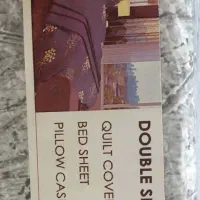 DOUBLE
QUILT COVE
BED SHEET
PILLOW CAS